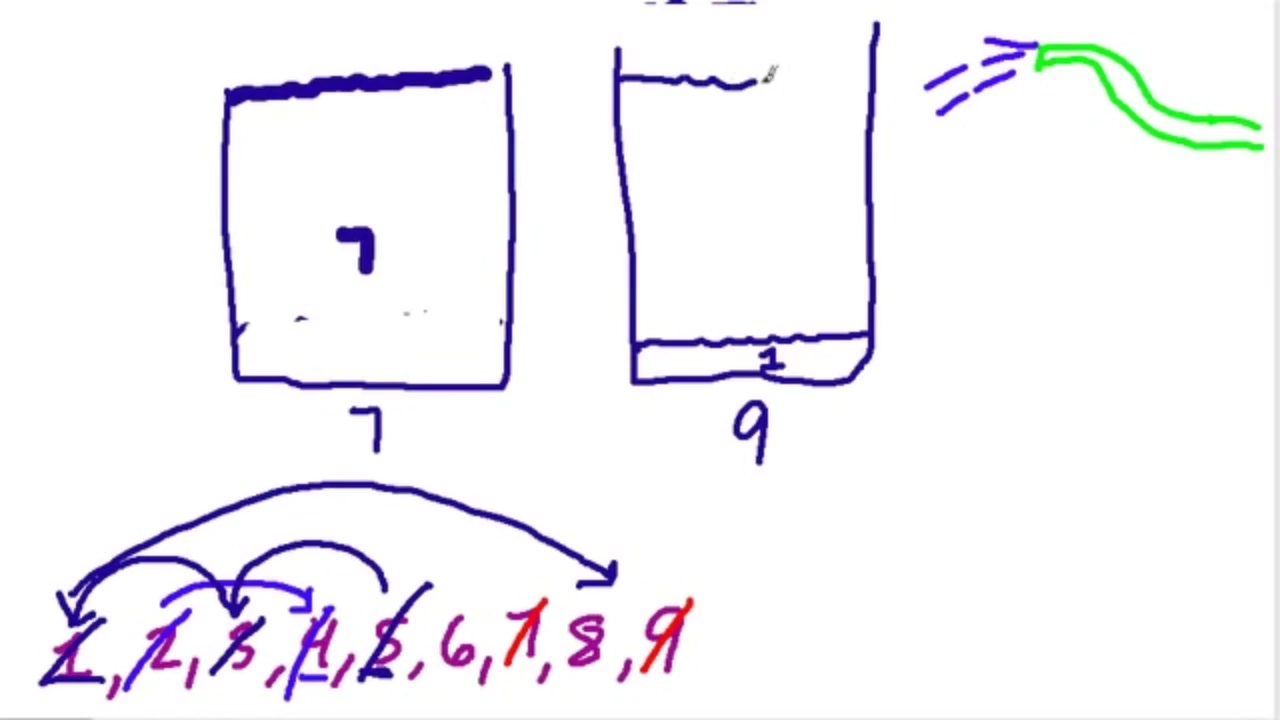 7
1
7 9
1, 2, 3, 4, 5, 6, 7, 8, 9